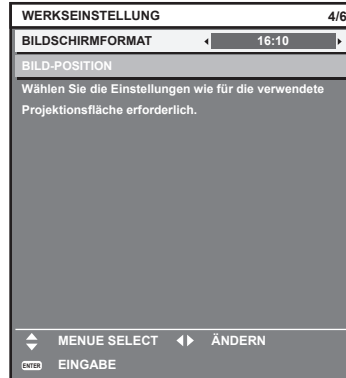 WERKSEINSTELLUNG 4/6
BILDSCHIRMFORMAT 16:10
BILD-POSITION
Wählen Sie die Einstellungen wie für die verwendete
Projektionsfläche erforderlich.
MENUE SELECT ÄNDERN
ENTER EINGABE